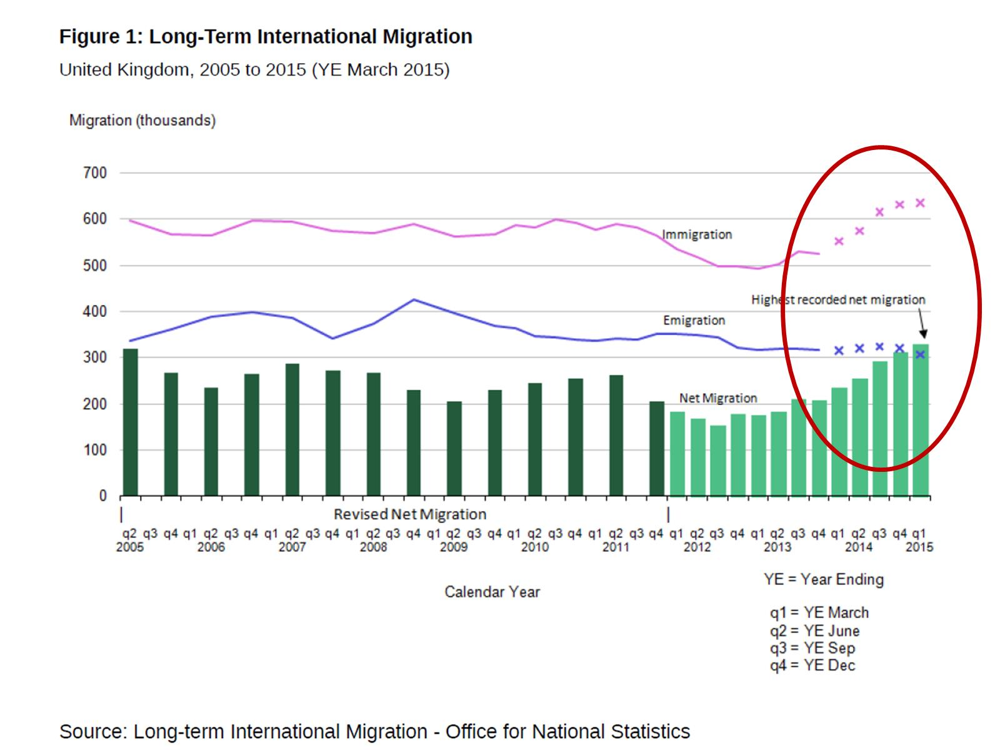 Figure 1: Long-Term International Migration
United Kingdom, 2005 to 2015 (YE March 2015)
Migration (thousands)
700
600
500
400
300
200
100
0
Immigration
Highest recorded net migration
Emigration
Net Migration
| Revised Net Migration |
q2 q3 q4 q1 q2 q3 q4 q1 q2 q3 q4 q1 q2 q3 q4 q1 q2 q3 q4 q1 q2 q3 q4 q1 q2 q3 q4 q1 q2 q3 q4 q1 q2 q3 q4 q1 q2 q3 q4 q1
2005 2006 2007 2008 2009 2010 2011 2012 2013 2014 2015
Calendar Year
YE = Year Ending
q1 = YE March
q2 = YE June
q3 = YE Sep
q4 = YE Dec
Source: Long-term International Migration - Office for National Statistics